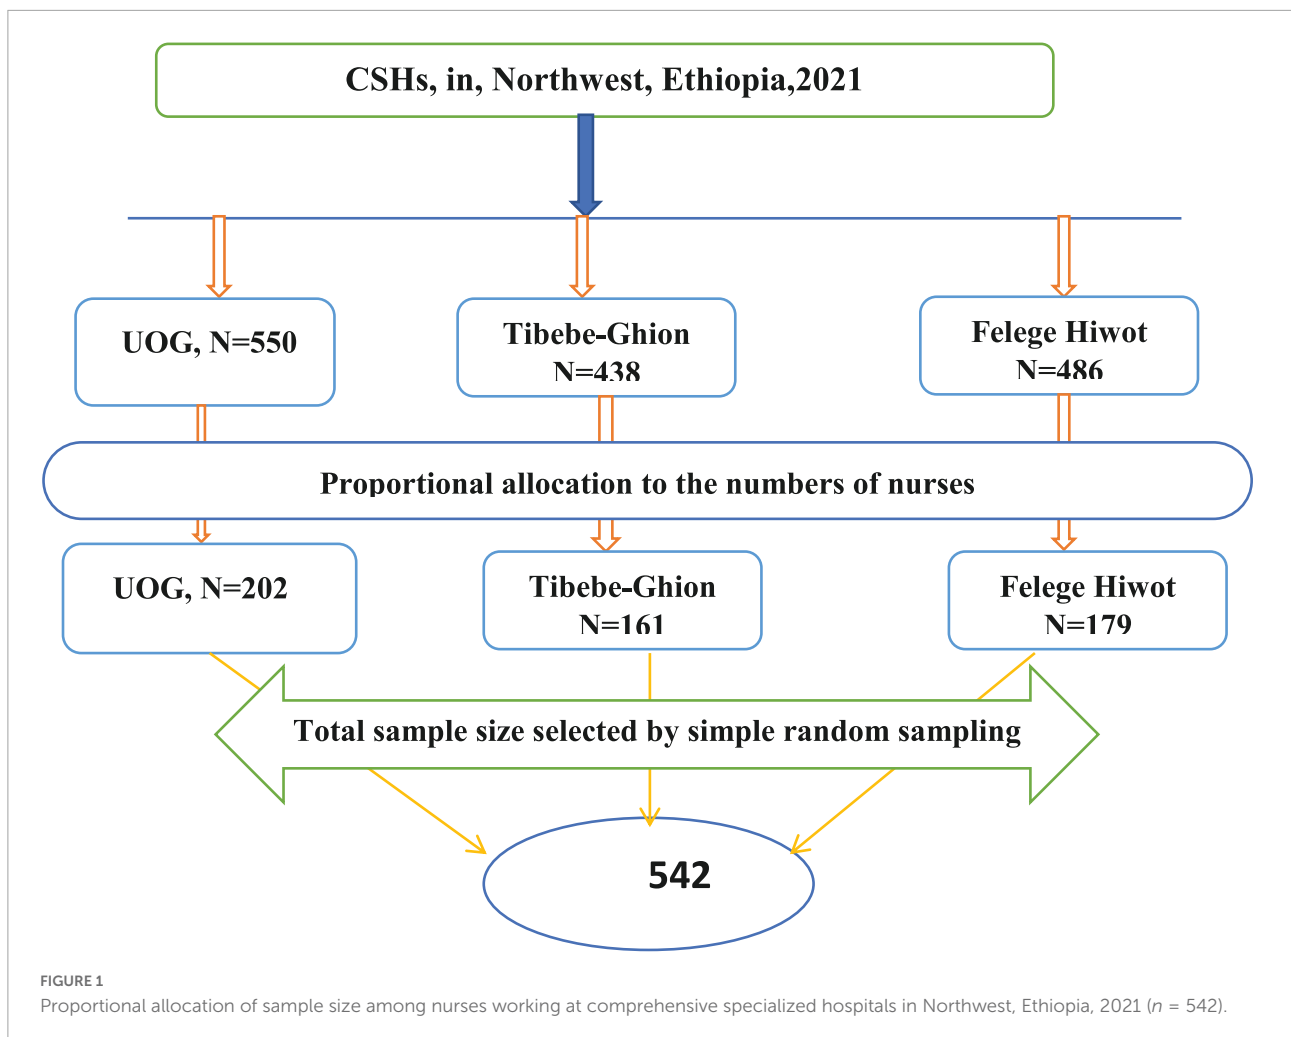 CSHs, in, Northwest, Ethiopia,2021
UOG, N=550
Tibebe-Ghion
N=438
Felege Hiwot
N=486
Proportional allocation to the numbers of nurses
UOG, N=202
Tibebe-Ghion
N=161
Felege Hiwot
N=179
Total sample size selected by simple random sampling
542
FIGURE 1
Proportional allocation of sample size among nurses working at comprehensive specialized hospitals in Northwest, Ethiopia, 2021 (n = 542).